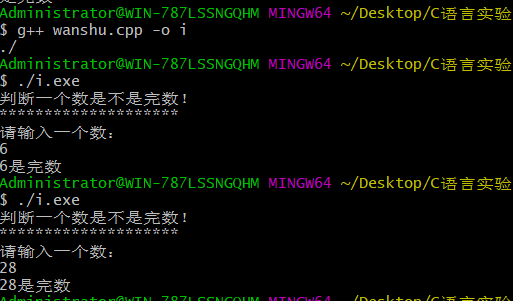 是完数
Administrator@WIN-787LSSNGQHM MINGW64 ~/Desktop/C语言实验
$ g++ wanshu.cpp -o i
./
Administrator@WIN-787LSSNGQHM MINGW64 ~/Desktop/C语言实验
$ ./i.exe
判断一个数是不是完数!
********************
请输入一个数:
6
6是完数
Administrator@WIN-787LSSNGQHM MINGW64 ~/Desktop/C语言实验
$ ./i.exe
判断一个数是不是完数!
********************
请输入一个数:
28
28是完数
Administrator@WIN-787LSSNGQHM MINGW64 ~/Desktop/C语言实验